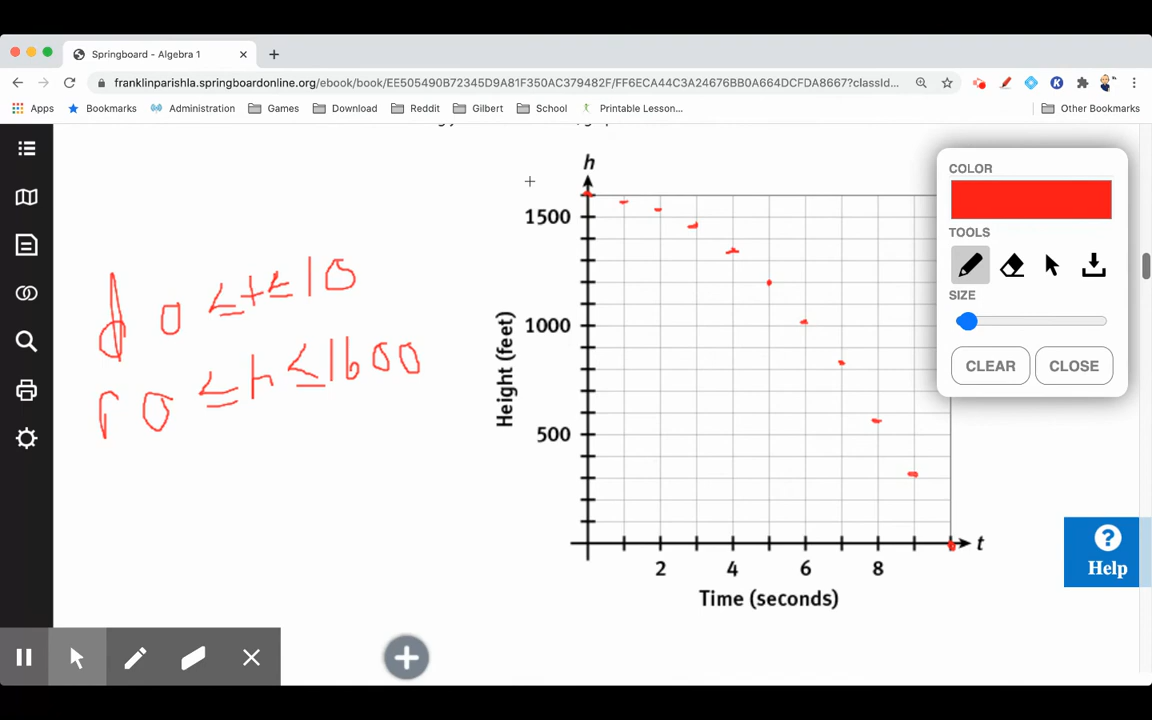 Springboard - Algebra 1
franklinparishla.springboardonline.org/ebook/book/EE505490B72345D9A81F350AC379482F/FF6ECA44C3A24676BB0A664DCFDA8667?classId...
Apps Bookmarks Administration Games Download Reddit Gilbert School Printable Lesson... Other Bookmarks
h
COLOR
TOOLS
SIZE
CLEAR CLOSE
d 0 ≤ t ≤ 10
r 0 ≤ h ≤ 1600
1500
1000
500
Height (feet)
t
2 4 6 8
Time (seconds)
?
Help